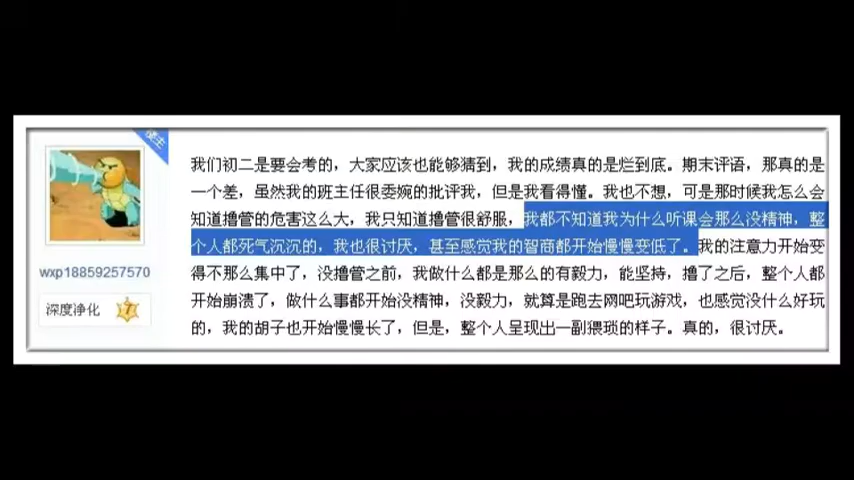 楼主
我们初二是要会考的，大家应该也能够猜到，我的成绩真的是烂到底。期末评语，那真的是
一个差，虽然我的班主任很委婉的批评我，但是我看得懂。我也不想，可是那时候我怎么会
知道撸管的危害这么大，我只知道撸管很舒服，我都不知道我为什么听课会那么没精神，整
个人都死气沉沉的，我也很讨厌，甚至感觉我的智商都开始慢慢变低了。我的注意力开始变
得不那么集中了，没撸管之前，我做什么都是那么的有毅力，能坚持，撸了之后，整个人都
开始崩溃了，做什么事都开始没精神，没毅力，就算是跑去网吧玩游戏，也感觉没什么好玩
的，我的胡子也开始慢慢长了，但是，整个人呈现出一副猥琐的样子。真的，很讨厌。
wxp18859257570
深度净化 7